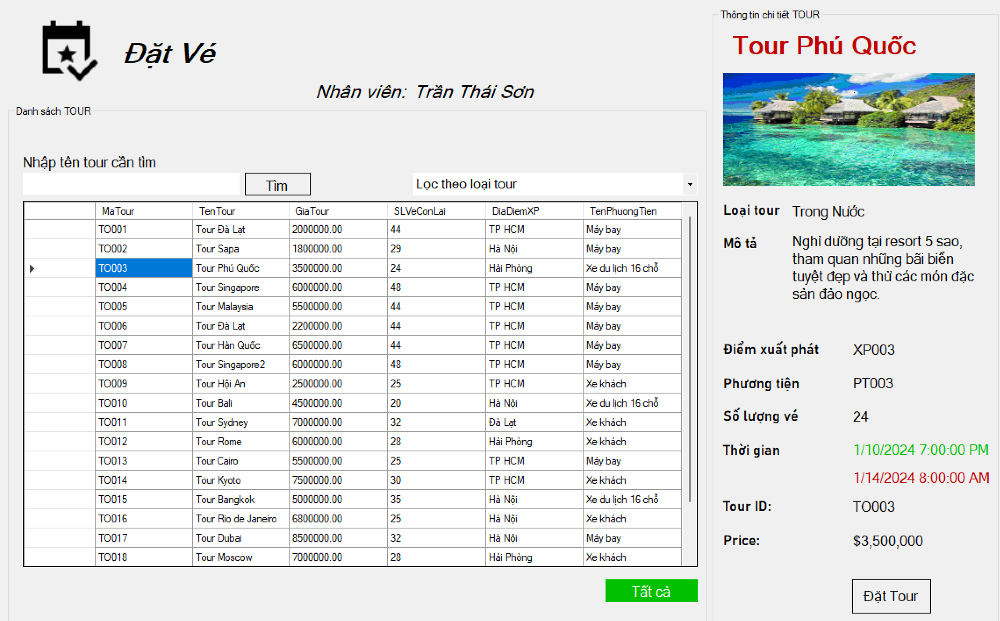 Đặt Vé
Nhân viên: Trần Thái Sơn
Danh sách TOUR
Nhập tên tour cần tìm
Tìm
Lọc theo loại tour
MaTour TenTour GiaTour SLVeConLai DiaDiemXP TenPhuongTien
TO001 Tour Đà Lạt 2000000.00 44 TP HCM Máy bay
TO002 Tour Sapa 1800000.00 29 Hà Nội Máy bay
TO003 Tour Phú Quốc 3500000.00 24 Hải Phòng Xe du lịch 16 chỗ
TO004 Tour Singapore 6000000.00 48 TP HCM Máy bay
TO005 Tour Malaysia 5500000.00 44 TP HCM Máy bay
TO006 Tour Đà Lạt 2200000.00 44 TP HCM Máy bay
TO007 Tour Hàn Quốc 6500000.00 44 TP HCM Máy bay
TO008 Tour Singapore2 6000000.00 48 TP HCM Máy bay
TO009 Tour Hội An 2500000.00 25 TP HCM Xe khách
TO010 Tour Bali 4500000.00 20 Hà Nội Xe du lịch 16 chỗ
TO011 Tour Sydney 7000000.00 32 Đà Lạt Xe khách
TO012 Tour Rome 6000000.00 28 Hải Phòng Xe khách
TO013 Tour Cairo 5500000.00 25 TP HCM Máy bay
TO014 Tour Kyoto 7500000.00 30 TP HCM Xe khách
TO015 Tour Bangkok 5000000.00 35 Hà Nội Xe du lịch 16 chỗ
TO016 Tour Rio de Janeiro 6800000.00 25 Hà Nội Xe khách
TO017 Tour Dubai 8500000.00 32 Hà Nội Máy bay
TO018 Tour Moscow 7000000.00 28 Hải Phòng Xe khách
Tất cả
Thông tin chi tiết TOUR
Tour Phú Quốc
Loại tour Trong Nước
Mô tả Nghỉ dưỡng tại resort 5 sao,
tham quan những bãi biển
tuyệt đẹp và thử các món đặc
sản đảo ngọc.
Điểm xuất phát XP003
Phương tiện PT003
Số lượng vé 24
Thời gian 1/10/2024 7:00:00 PM
1/14/2024 8:00:00 AM
Tour ID: TO003
Price: $3,500,000
Đặt Tour